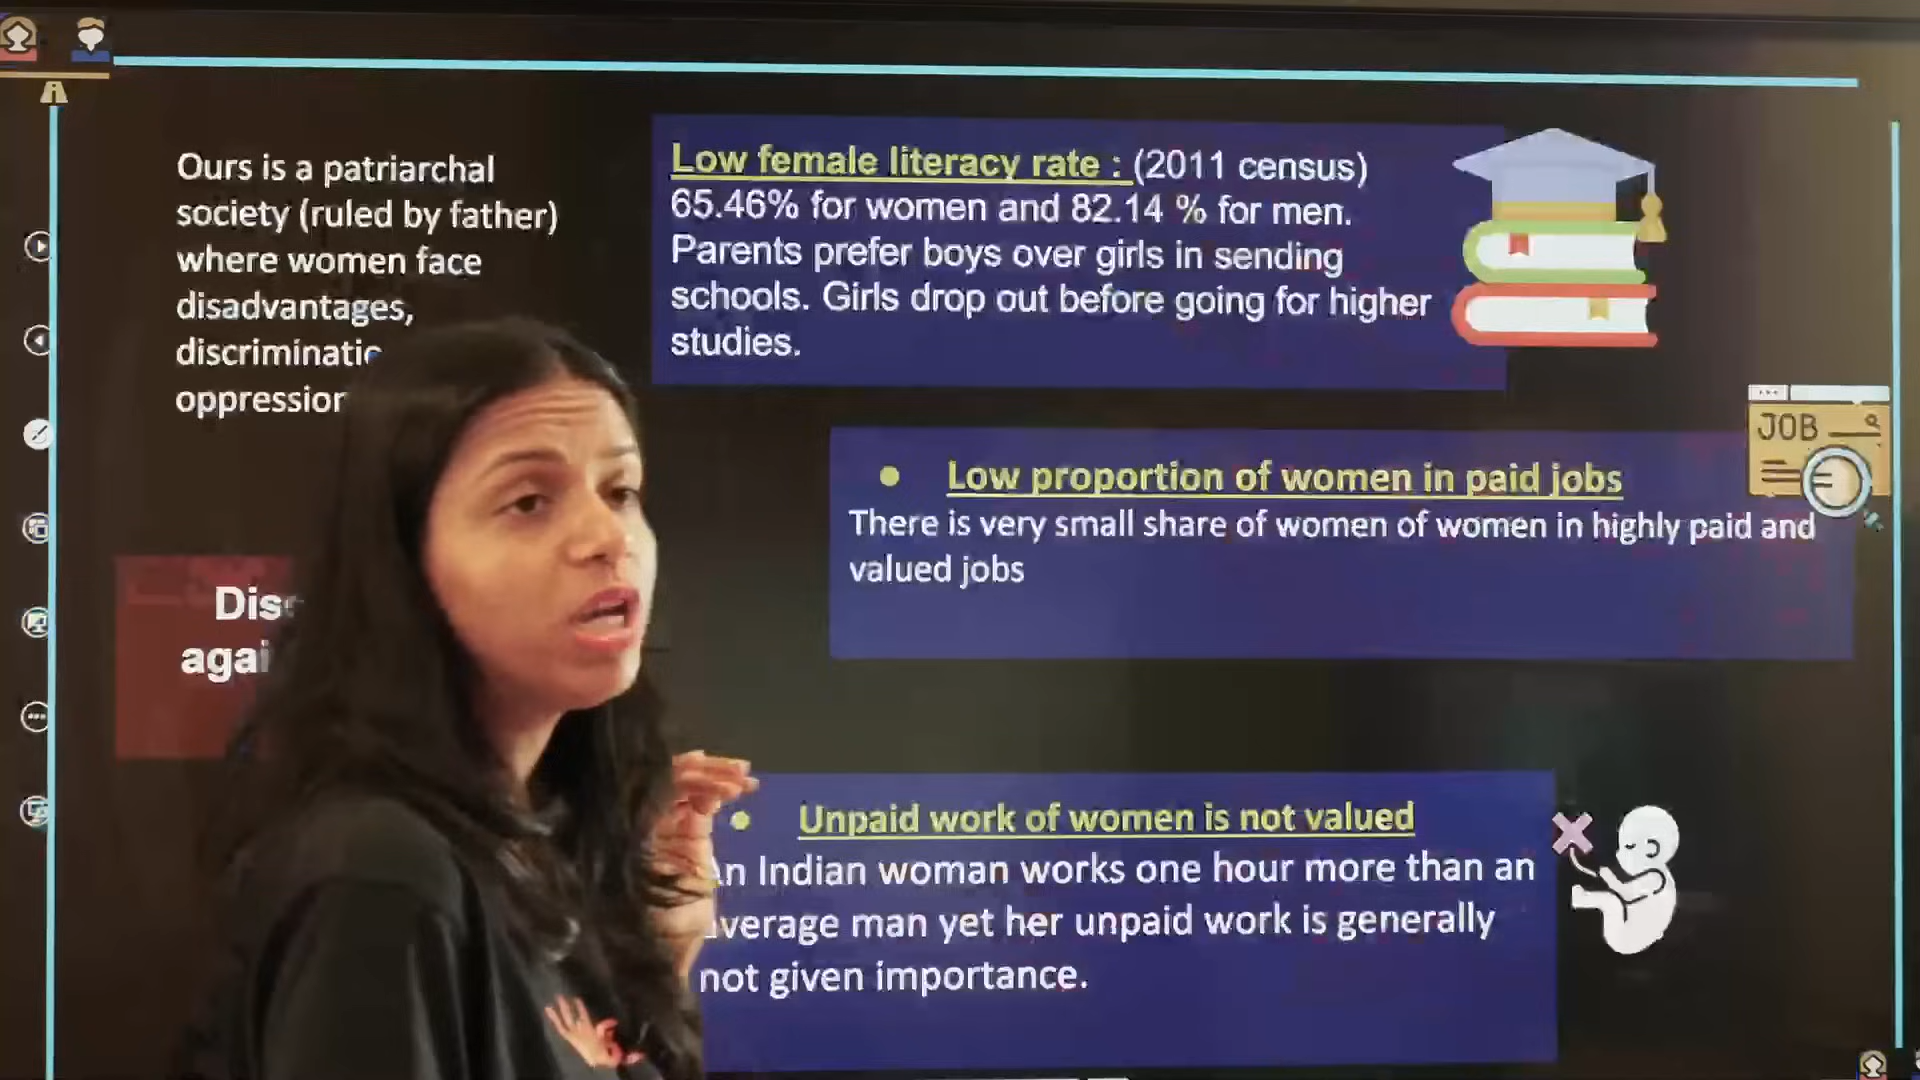 Ours is a patriarchal
society (ruled by father)
where women face
disadvantages,
Low female literacy rate : (2011 census)
65.46% for women and 82.14 % for men.
Parents prefer boys over girls in sending
schools. Girls drop out before going for higher
studies.
JOB
Low proportion of women in paid jobs
There is very small share of women of women in highly paid and
valued jobs
Unpaid work of women is not valued
An Indian woman works one hour more than an
average man yet her unpaid work is generally
not given importance.